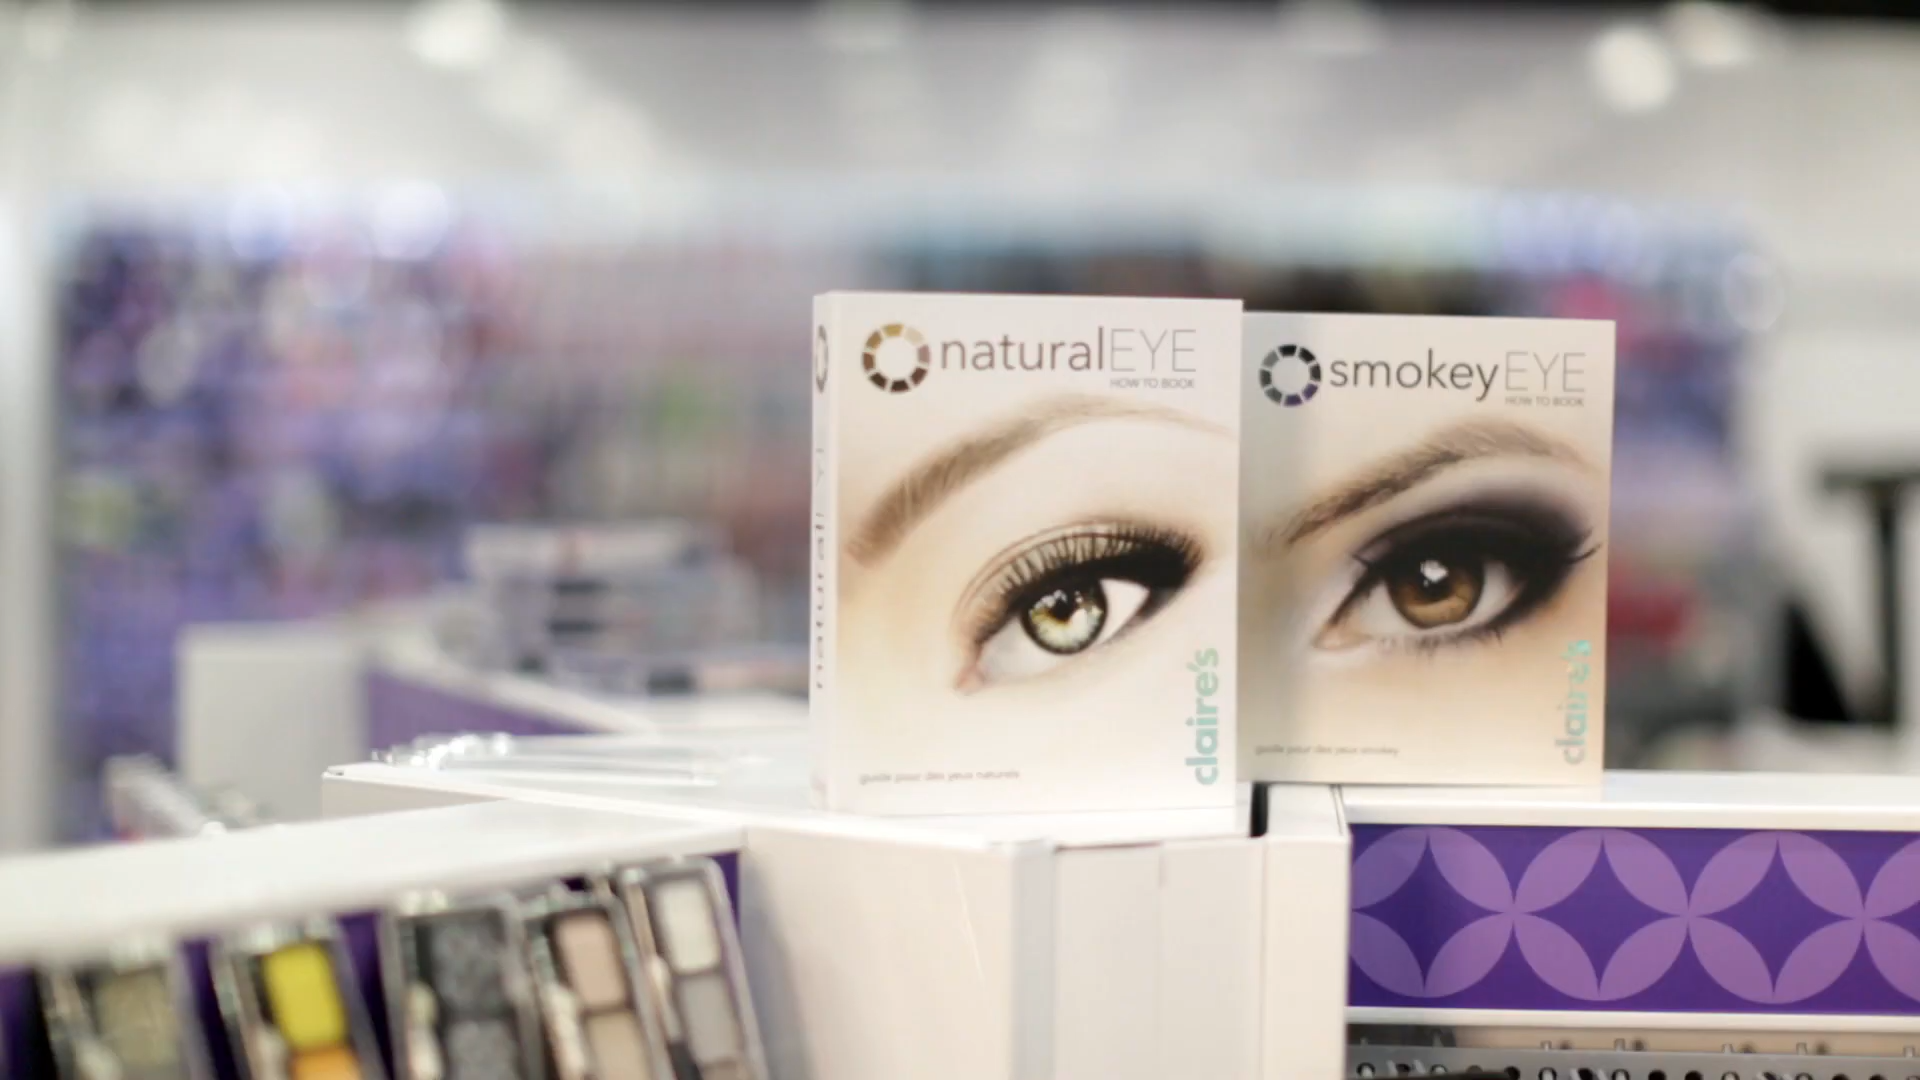 naturalEYE
HOW TO BOOK
claire's
guide pour des yeux naturels
natural
smokeyEYE
HOW TO BOOK
claire's
guide pour des yeux smokey